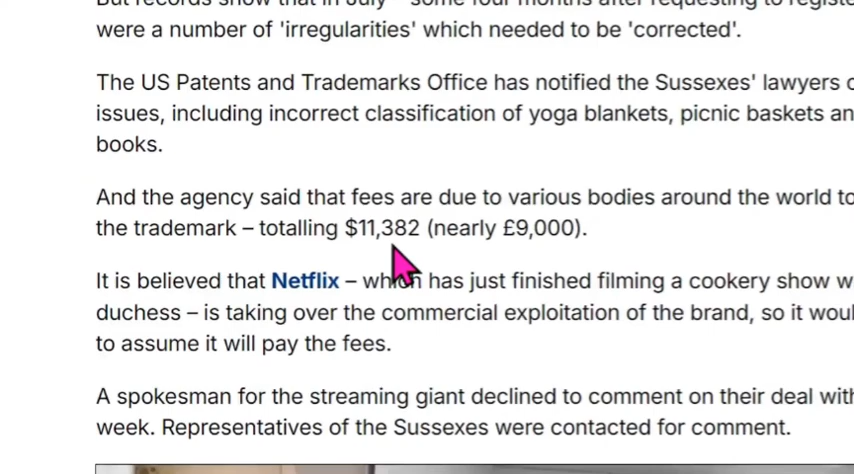 But records show that in July – some four months after requesting to registe
were a number of 'irregularities' which needed to be 'corrected'.
The US Patents and Trademarks Office has notified the Sussexes' lawyers o
issues, including incorrect classification of yoga blankets, picnic baskets an
books.
And the agency said that fees are due to various bodies around the world to
the trademark – totalling $11,382 (nearly £9,000).
It is believed that Netflix – which has just finished filming a cookery show w
duchess – is taking over the commercial exploitation of the brand, so it woul
to assume it will pay the fees.
A spokesman for the streaming giant declined to comment on their deal with
week. Representatives of the Sussexes were contacted for comment.